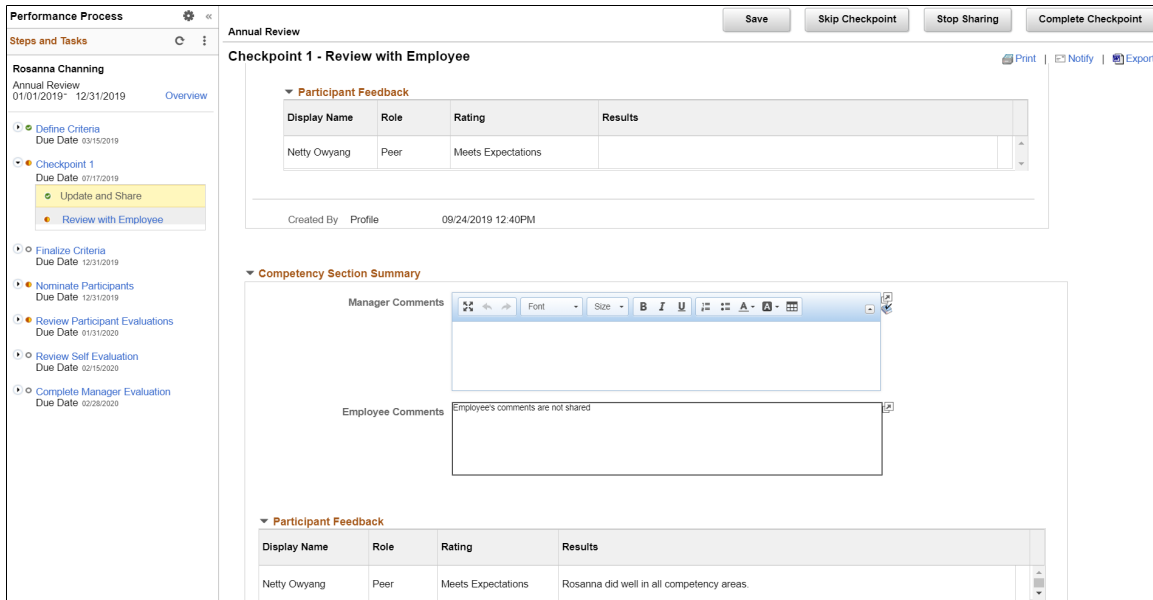 Performance Process
Steps and Tasks
Rosanna Channing
Annual Review
01/01/2019- 12/31/2019 Overview
Define Criteria
Due Date 03/15/2019
Checkpoint 1
Due Date 07/17/2019
Update and Share
Review with Employee
Finalize Criteria
Due Date 12/31/2019
Nominate Participants
Due Date 12/31/2019
Review Participant Evaluations
Due Date 01/31/2020
Review Self Evaluation
Due Date 02/15/2020
Complete Manager Evaluation
Due Date 02/28/2020
Save Skip Checkpoint Stop Sharing Complete Checkpoint
Annual Review
Checkpoint 1 - Review with Employee
Print | Notify | Export
Participant Feedback
Display Name Role Rating Results
Netty Owyang Peer Meets Expectations
Created By Profile 09/24/2019 12:40PM
Competency Section Summary
Manager Comments
Font Size B I U A A
Employee Comments
Employee's comments are not shared
Participant Feedback
Display Name Role Rating Results
Netty Owyang Peer Meets Expectations Rosanna did well in all competency areas.